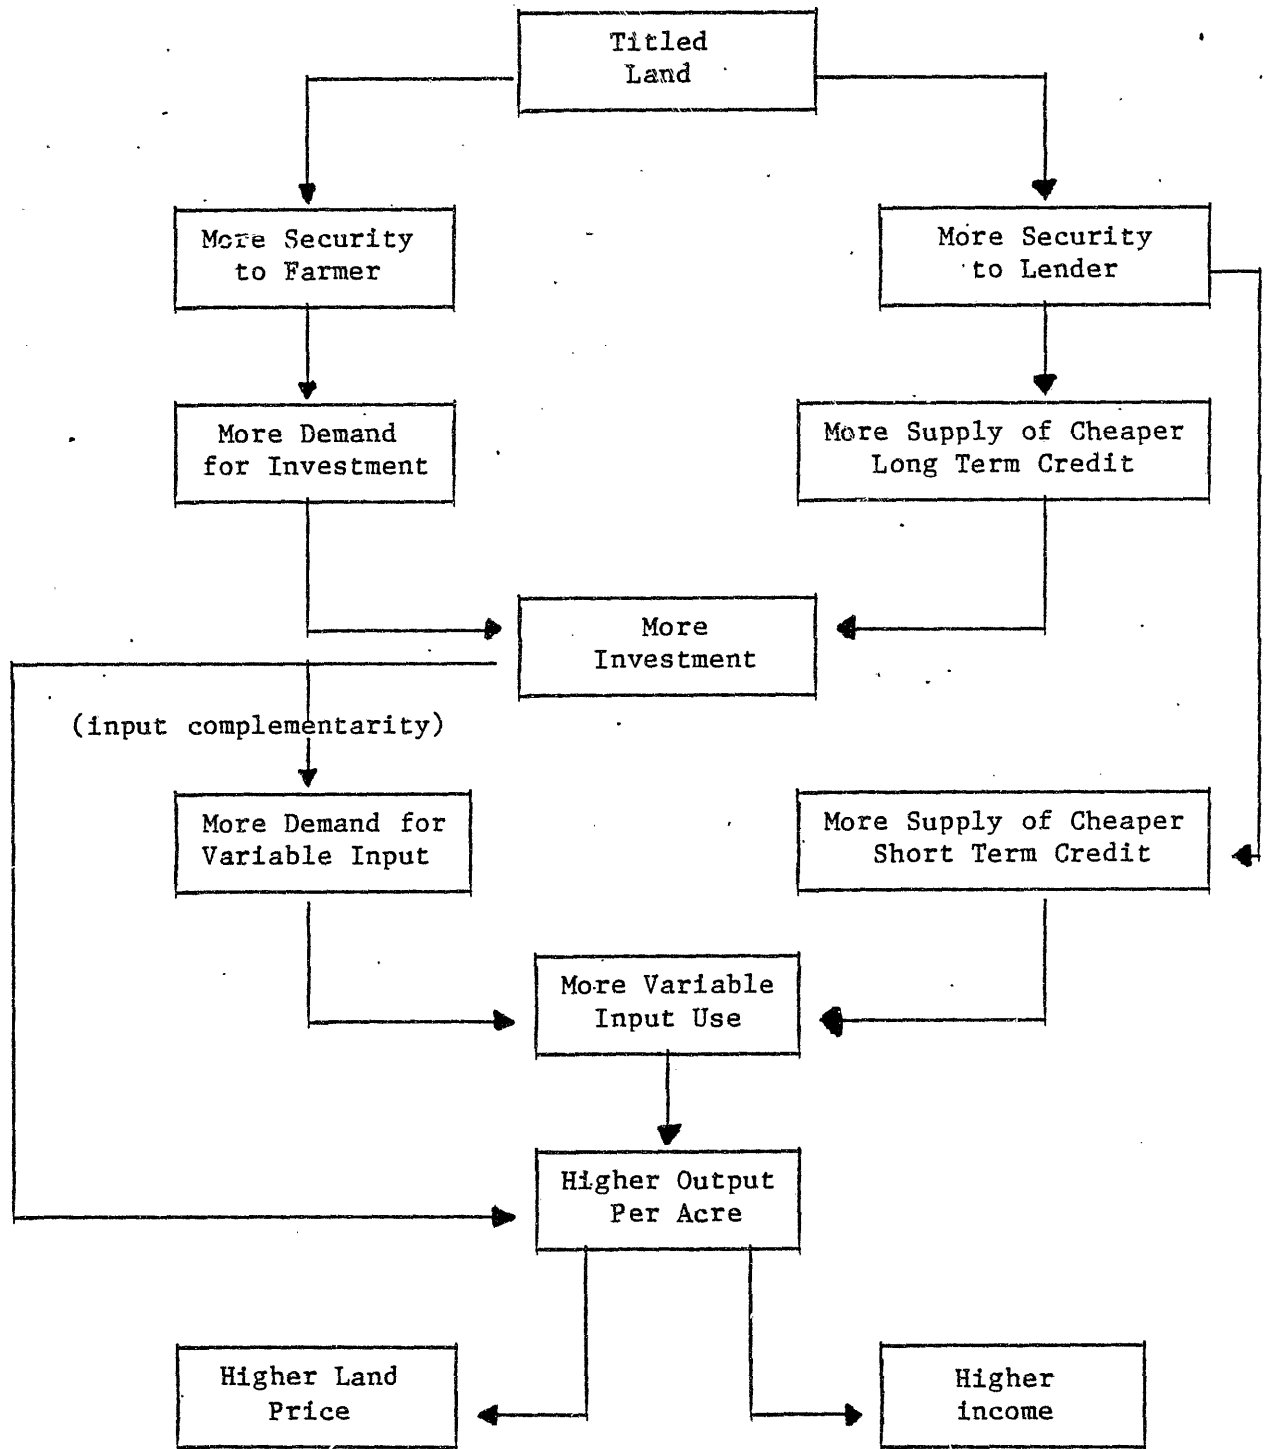 Titled
Land
More Security
to Farmer
More Security
to Lender
More Demand
for Investment
More Supply of Cheaper
Long Term Credit
More
Investment
(input complementarity)
More Demand for
Variable Input
More Supply of Cheaper
Short Term Credit
More Variable
Input Use
Higher Output
Per Acre
Higher Land
Price
Higher
income